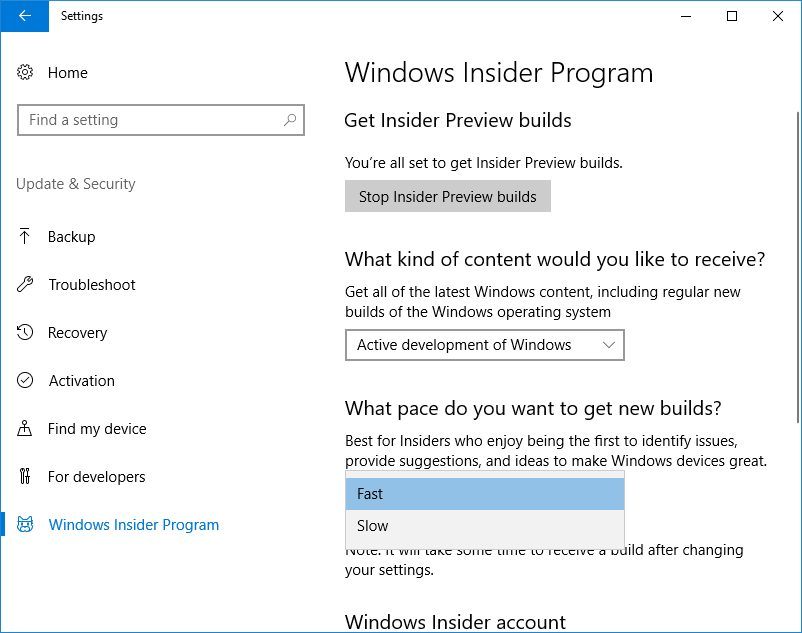 Settings
Home
Find a setting
Update & Security
Backup
Troubleshoot
Recovery
Activation
Find my device
For developers
Windows Insider Program
Windows Insider Program
Get Insider Preview builds
You're all set to get Insider Preview builds.
Stop Insider Preview builds
What kind of content would you like to receive?
Get all of the latest Windows content, including regular new
builds of the Windows operating system
Active development of Windows
What pace do you want to get new builds?
Best for Insiders who enjoy being the first to identify issues,
provide suggestions, and ideas to make Windows devices great.
Fast
Slow
Note: It will take some time to receive a build after changing
your settings.
Windows Insider account